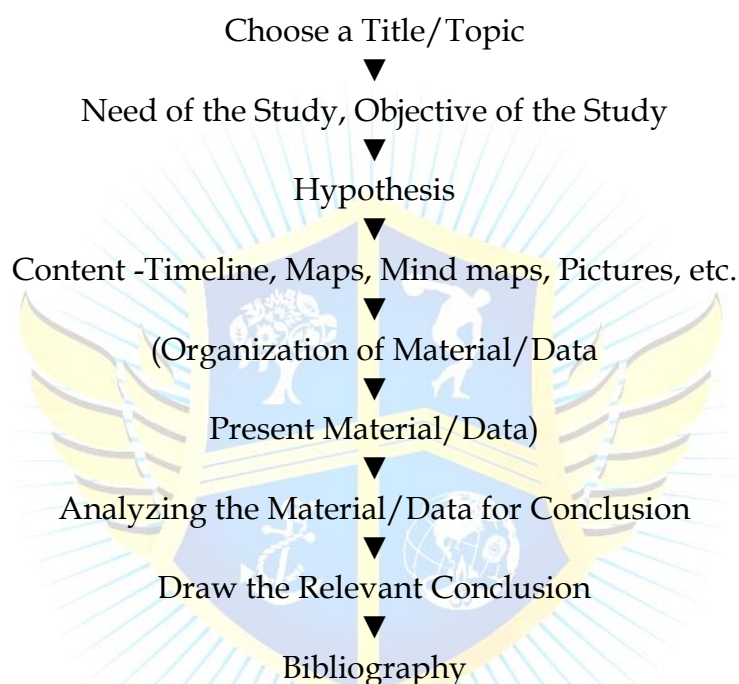 Choose a Title/Topic
▼
Need of the Study, Objective of the Study
▼
Hypothesis
▼
Content -Timeline, Maps, Mind maps, Pictures, etc.
▼
(Organization of Material/Data
▼
Present Material/Data)
▼
Analyzing the Material/Data for Conclusion
▼
Draw the Relevant Conclusion
▼
Bibliography